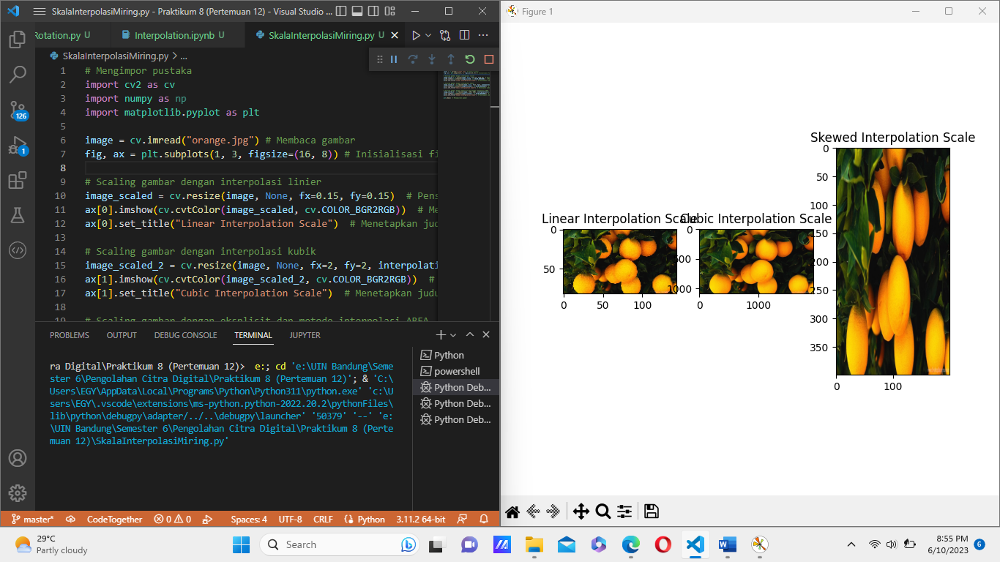 SkalaInterpolasiMiring.py - Praktikum 8 (Pertemuan 12) - Visual Studio ...
Rotation.py U
Interpolation.ipynb U
SkalaInterpolasiMiring.py U
SkalaInterpolasiMiring.py > ...
1 # Mengimpor pustaka
2 import cv2 as cv
3 import numpy as np
4 import matplotlib.pyplot as plt
5
6 image = cv.imread("orange.jpg") # Membaca gambar
7 fig, ax = plt.subplots(1, 3, figsize=(16, 8)) # Inisialisasi fi
8
9 # Scaling gambar dengan interpolasi linier
10 image_scaled = cv.resize(image, None, fx=0.15, fy=0.15)  # Pens
11 ax[0].imshow(cv.cvtColor(image_scaled, cv.COLOR_BGR2RGB))  # Me
12 ax[0].set_title("Linear Interpolation Scale")  # Menetapkan jud
13
14 # Scaling gambar dengan interpolasi kubik
15 image_scaled_2 = cv.resize(image, None, fx=2, fy=2, interpolati
16 ax[1].imshow(cv.cvtColor(image_scaled_2, cv.COLOR_BGR2RGB))  #
17 ax[1].set_title("Cubic Interpolation Scale")  # Menetapkan judu
18
19 # Scaling gambar dengan eksplisit dan metode interpolasi AREA
PROBLEMS OUTPUT DEBUG CONSOLE TERMINAL JUPYTER
ra Digital\Praktikum 8 (Pertemuan 12)>  e:; cd 'e:\UIN Bandung\Seme
ster 6\Pengolahan Citra Digital\Praktikum 8 (Pertemuan 12)'; & 'C:\
Users\EGY\AppData\Local\Programs\Python\Python311\python.exe' 'c:\U
sers\EGY\.vscode\extensions\ms-python.python-2022.20.2\pythonFiles\
lib\python\debugpy\adapter/../..\debugpy\launcher' '50379' '--' 'e:
\UIN Bandung\Semester 6\Pengolahan Citra Digital\Praktikum 8 (Perte
muan 12)\SkalaInterpolasiMiring.py'
Python
powershell
Python Deb...
Python Deb...
Python Deb...
126
1
master* CodeTogether 0 0 Spaces: 4 UTF-8 CRLF Python 3.11.2 64-bit
Figure 1
Linear Interpolation Scale
0
50
0 50 100
Cubic Interpolation Scale
0
500
1000
0 1000
Skewed Interpolation Scale
0
50
100
150
200
250
300
350
0 100
29°C
Partly cloudy
Search
8:55 PM
6/10/2023
6